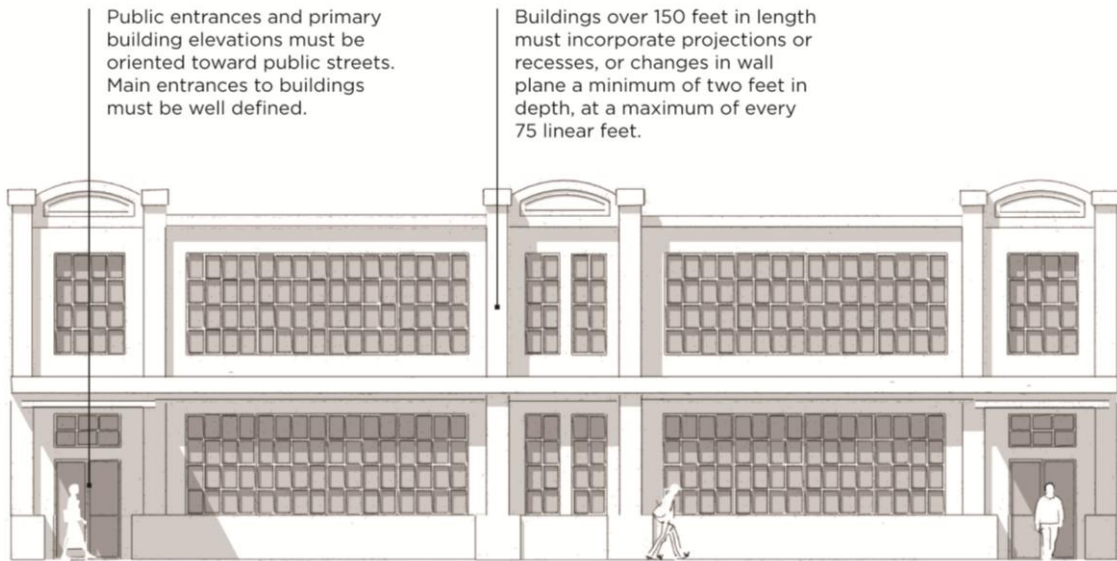 Public entrances and primary
building elevations must be
oriented toward public streets.
Main entrances to buildings
must be well defined.
Buildings over 150 feet in length
must incorporate projections or
recesses, or changes in wall
plane a minimum of two feet in
depth, at a maximum of every
75 linear feet.